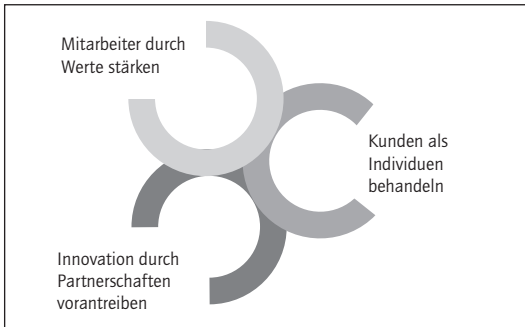 Mitarbeiter durch
Werte stärken
Kunden als
Individuen
behandeln
Innovation durch
Partnerschaften
vorantreiben